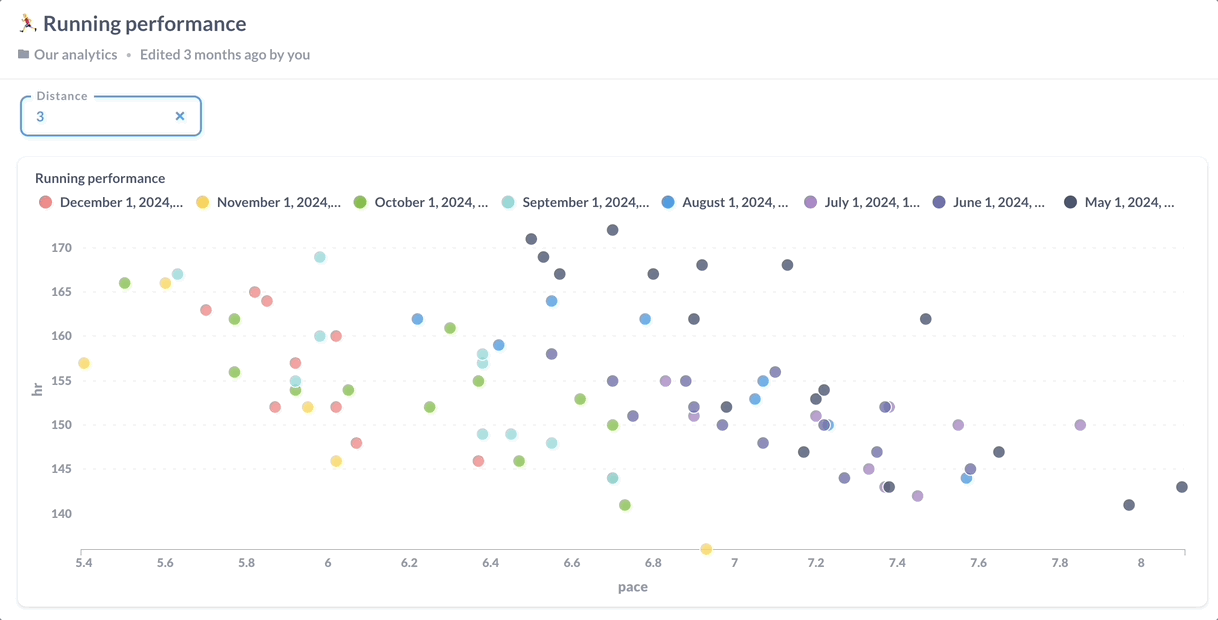 Running performance
Our analytics • Edited 3 months ago by you
Distance
3
Running performance
December 1, 2024,... November 1, 2024,... October 1, 2024, ... September 1, 2024,... August 1, 2024, ... July 1, 2024, 1... June 1, 2024, ... May 1, 2024, ...
170
165
160
155
150
145
140
hr
5.4 5.6 5.8 6 6.2 6.4 6.6 6.8 7 7.2 7.4 7.6 7.8 8
pace